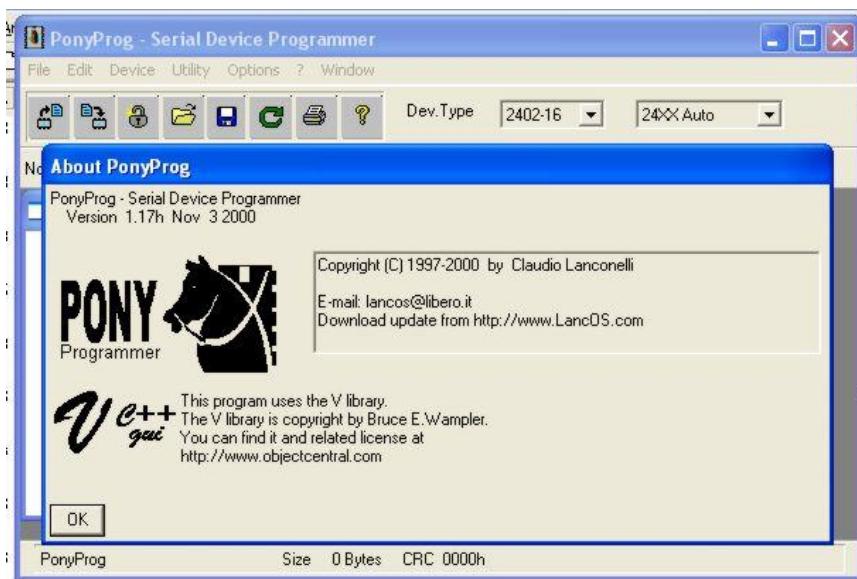 PonyProg - Serial Device Programmer
File Edit Device Utility Options ? Window
Dev.Type 2402-16 24XX Auto
No
About PonyProg
PonyProg - Serial Device Programmer
Version 1.17h Nov 3 2000
PONY
Programmer
Copyright (C) 1997-2000 by Claudio Lanconelli
E-mail: lancos@libero.it
Download update from http://www.LancOS.com
V C++
gui
This program uses the V library.
The V library is copyright by Bruce E.Wampler.
You can find it and related license at
http://www.objectcentral.com
OK
PonyProg Size 0 Bytes CRC 0000h